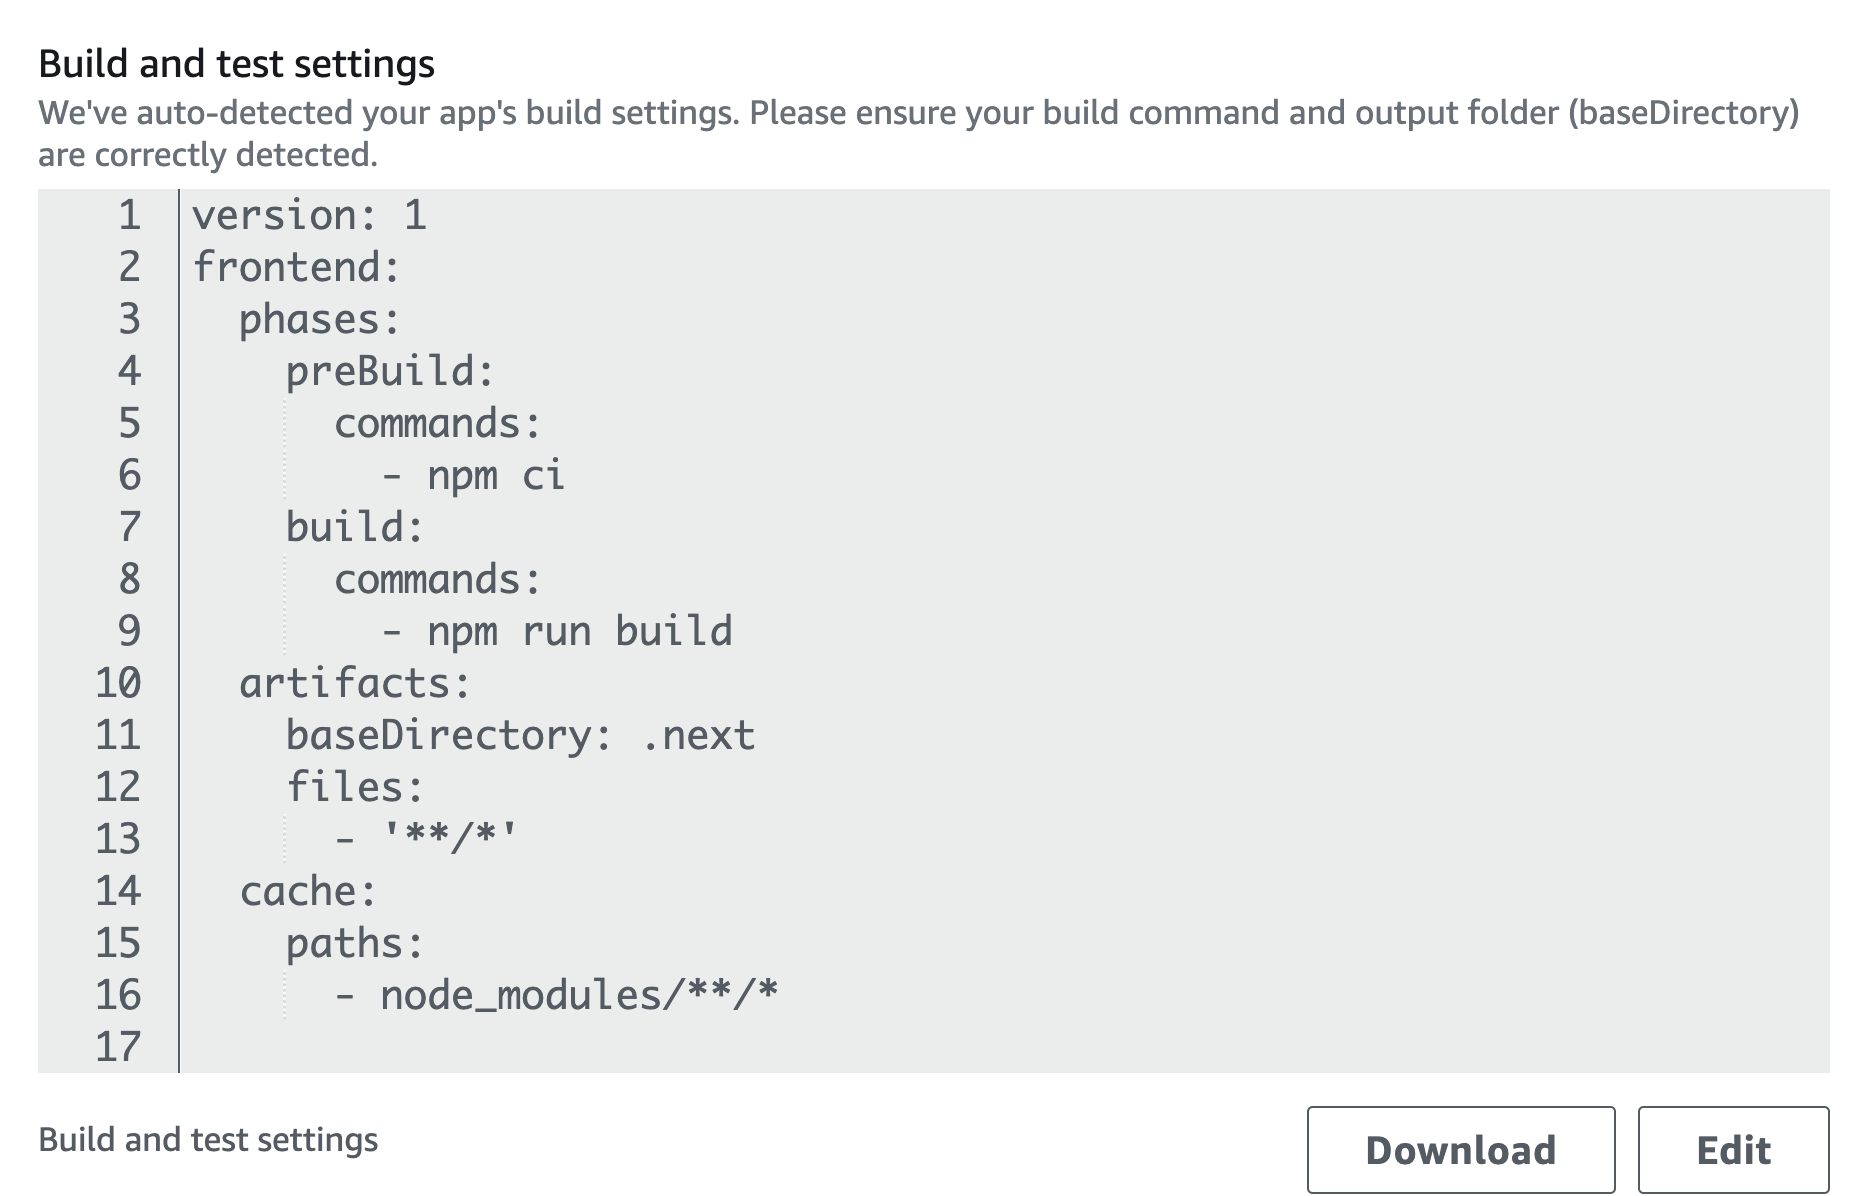 Build and test settings
We've auto-detected your app's build settings. Please ensure your build command and output folder (baseDirectory)
are correctly detected.
1 version: 1
2 frontend:
3   phases:
4     preBuild:
5       commands:
6         - npm ci
7     build:
8       commands:
9         - npm run build
10   artifacts:
11     baseDirectory: .next
12     files:
13       - '**/*'
14   cache:
15     paths:
16       - node_modules/**/*
17
Build and test settings
Download Edit